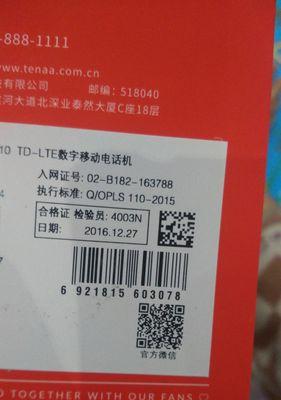 -888-1111
www.tenaa.com.cn
有限公司 邮编: 518040
滨河大道北深业泰然大厦C座18层
10 TD-LTE数字移动电话机
入网证号: 02-B182-163788
执行标准: Q/OPLS 110-2015
合格证 检验员: 4003N
日期: 2016.12.27
6 921815 603078
官方微信
TOGETHER WITH OUR FANS